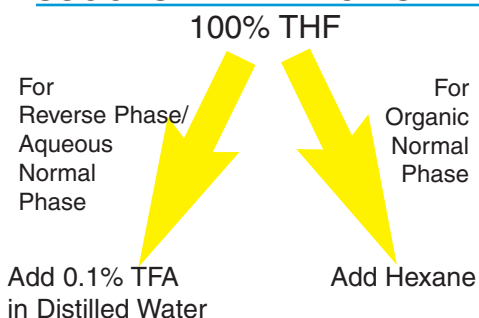 100% THF
For
Reverse Phase/
Aqueous
Normal
Phase
For
Organic
Normal
Phase
Add 0.1% TFA
in Distilled Water
Add Hexane